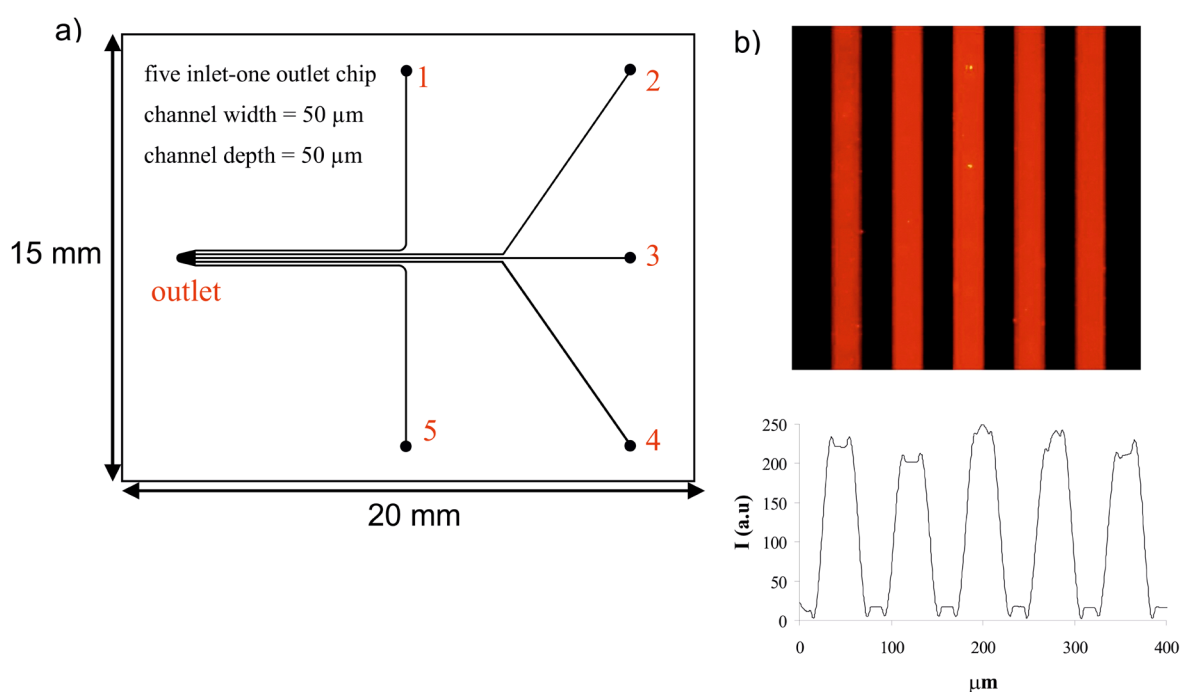 a)
five inlet-one outlet chip
channel width = 50 µm
channel depth = 50 µm
1
2
15 mm
3
outlet
5
4
20 mm
b)
250
200
150
100
50
0
I (a.u)
0 100 200 300 400
µm